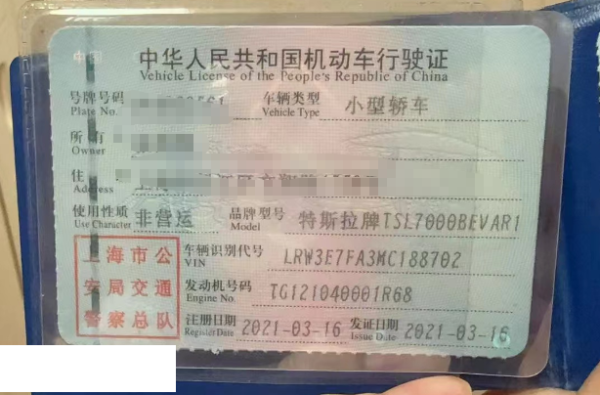 中华人民共和国机动车行驶证
Vehicle License of the People's Republic of China
号牌号码 车辆类型 小型轿车
Plate No. Vehicle Type
所有
Owner
住
Address
使用性质 非营运 品牌型号 特斯拉牌TSL7000BEVAR1
Use Character Model
上海市公 车辆识别代号 LRW3E7FA3MC188702
VIN
安局交通 发动机号码 TG121040001R68
Engine No.
警察总队 注册日期 2021-03-16 发证日期 2021-03-16
Register Date Issue Date